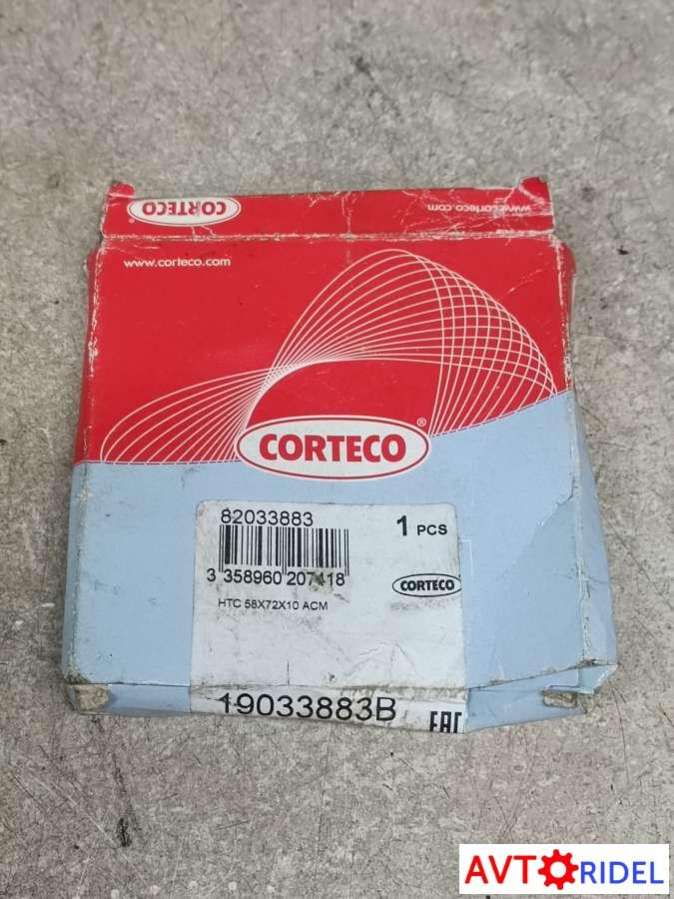 CORTECO
®
www.corteco.com
www.corteco.com
CORTECO®
82033883
1 PCS
3 358960 207418
CORTECO
HTC 58X72X10 ACM
19033883B
EAC
AVTORIDEL